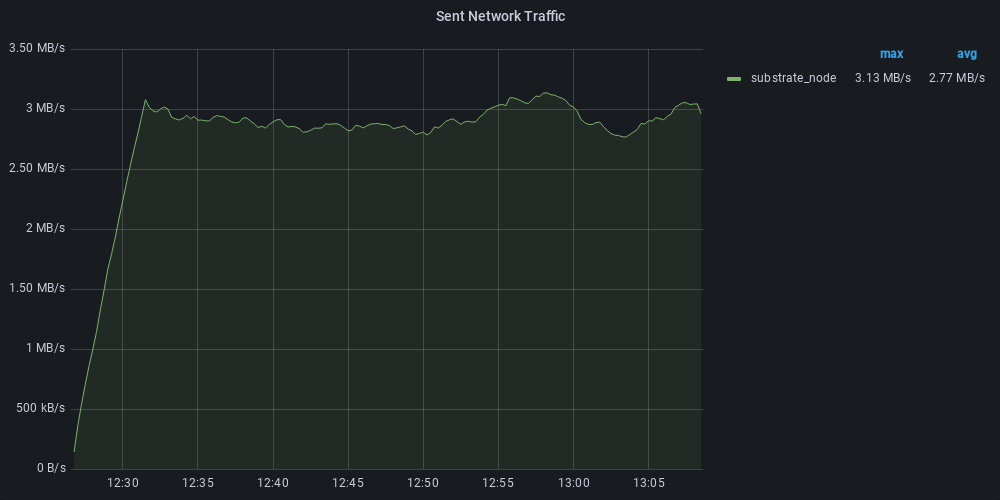 Sent Network Traffic
3.50 MB/s
3 MB/s
2.50 MB/s
2 MB/s
1.50 MB/s
1 MB/s
500 kB/s
0 B/s
12:30 12:35 12:40 12:45 12:50 12:55 13:00 13:05
max avg
substrate_node 3.13 MB/s 2.77 MB/s